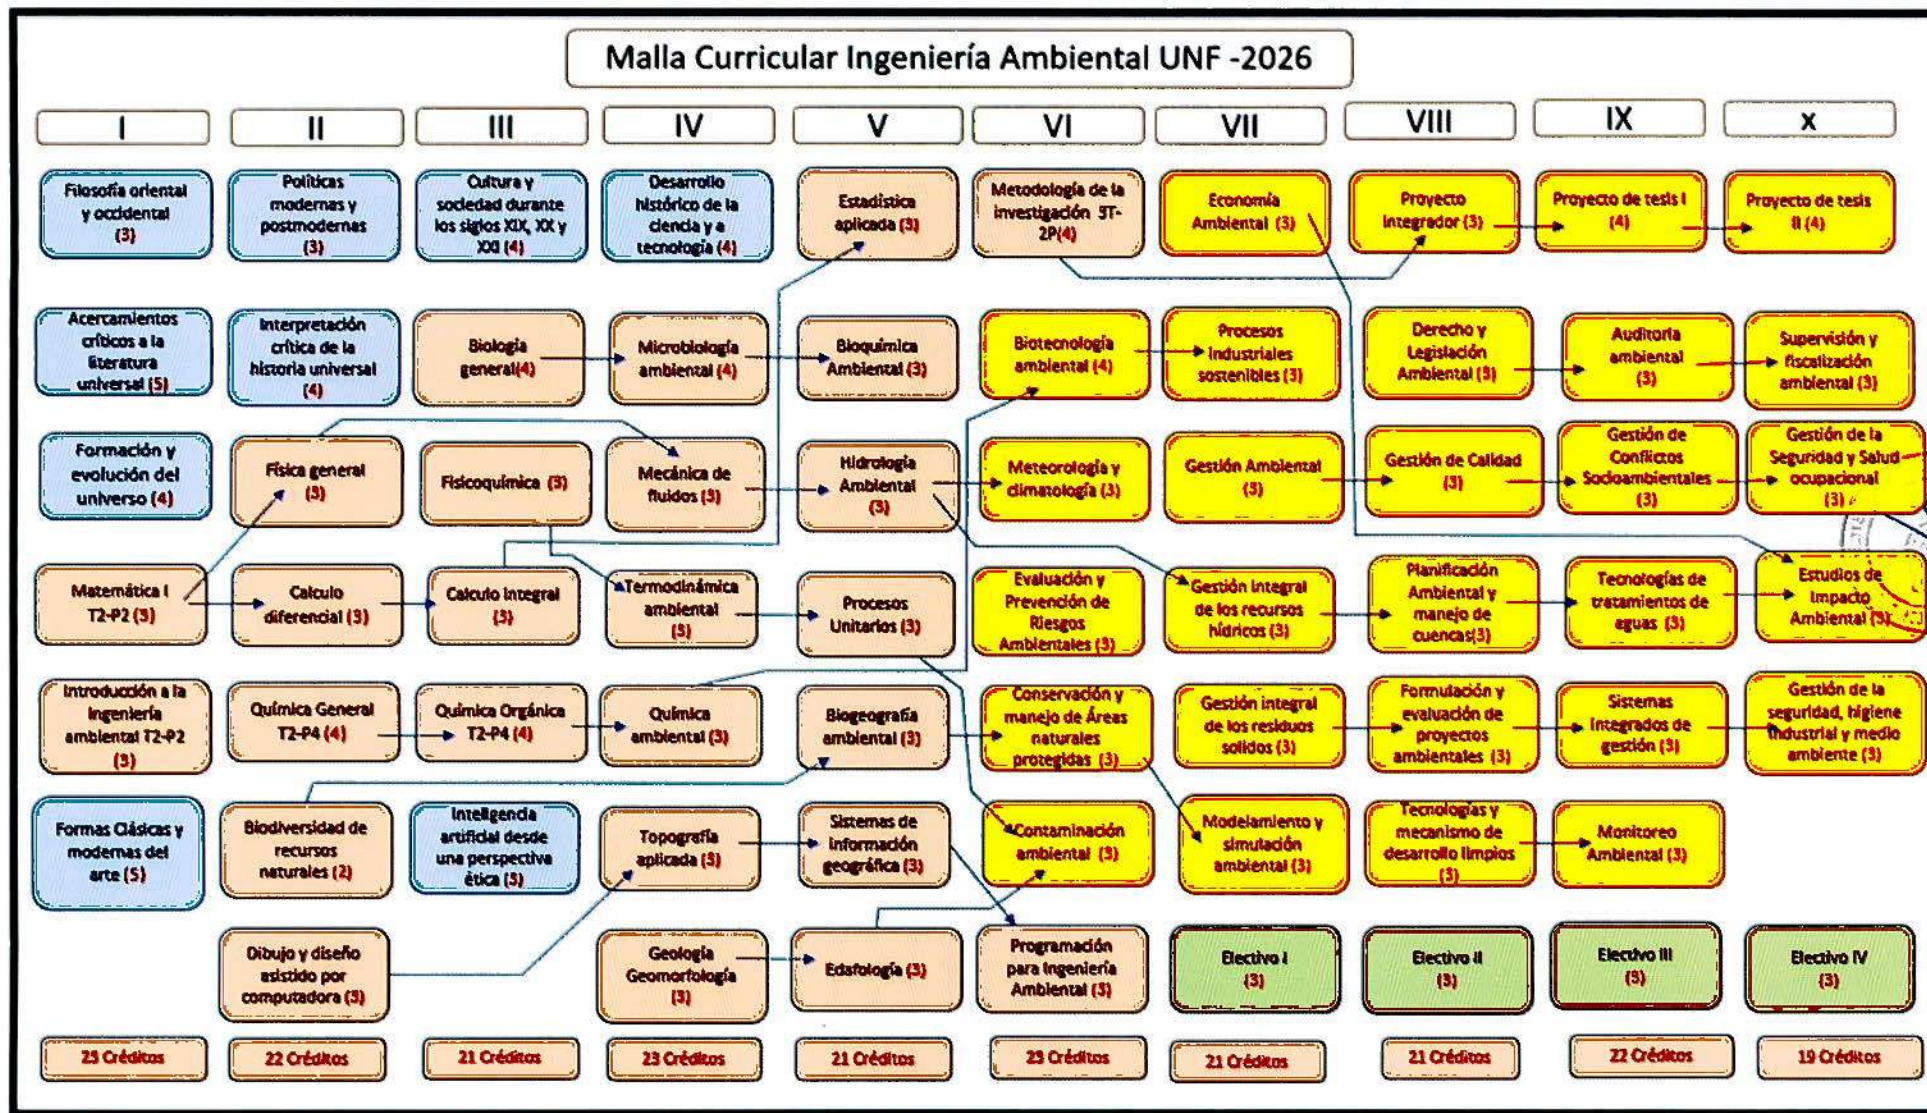 Malla Curricular Ingeniería Ambiental UNF -2026
I
II
III
IV
V
VI
VII
VIII
IX
X
Filosofía oriental
y occidental
(3)
Políticas
modernas y
postmodernas
(3)
Cultura y
sociedad durante
los siglos XIX, XX y
XXI (4)
Desarrollo
histórico de la
ciencia y a
tecnología (4)
Estadística
aplicada (3)
Metodología de la
investigación 3T-
2P(4)
Economía
Ambiental (3)
Proyecto
Integrador (3)
Proyecto de tesis I
(4)
Proyecto de tesis
II (4)
Acercamientos
críticos a la
literatura
universal (5)
Interpretación
crítica de la
historia universal
(4)
Biología
general(4)
Microbiología
ambiental (4)
Bioquímica
Ambiental (3)
Biotecnología
ambiental (4)
Procesos
Industriales
sostenibles (3)
Derecho y
Legislación
Ambiental (3)
Auditoria
ambiental
(3)
Supervisión y
fiscalización
ambiental (3)
Formación y
evolución del
universo (4)
Física general
(3)
Fisicoquímica (3)
Mecánica de
fluidos (3)
Hidrología
Ambiental
(3)
Meteorología y
climatología (3)
Gestión Ambiental
(3)
Gestión de Calidad
(3)
Gestión de
Conflictos
Socioambientales
(3)
Gestión de la
Seguridad y Salud
ocupacional
(3)
Matemática I
T2-P2 (3)
Calculo
diferencial (3)
Calculo Integral
(3)
Termodinámica
ambiental
(3)
Procesos
Unitarios (3)
Evaluación y
Prevención de
Riesgos
Ambientales (3)
Gestión integral
de los recursos
hídricos (3)
Planificación
Ambiental y
manejo de
cuencas(3)
Tecnologías de
tratamientos de
aguas (3)
Estudios de
Impacto
Ambiental (3)
Introducción a la
Ingeniería
ambiental T2-P2
(3)
Química General
T2-P4 (4)
Química Orgánica
T2-P4 (4)
Química
ambiental (3)
Biogeografía
ambiental (3)
Conservación y
manejo de Áreas
naturales
protegidas (3)
Gestión integral
de los residuos
solidos (3)
Formulación y
evaluación de
proyectos
ambientales (3)
Sistemas
Integrados de
gestión (3)
Gestión de la
seguridad, higiene
industrial y medio
ambiente (3)
Formas Clásicas y
modernas del
arte (5)
Biodiversidad de
recursos
naturales (2)
Inteligencia
artificial desde
una perspectiva
ética (3)
Topografía
aplicada (3)
Sistemas de
información
geográfica (3)
Contaminación
ambiental (3)
Modelamiento y
simulación
ambiental (3)
Tecnologías y
mecanismo de
desarrollo limpios
(3)
Monitoreo
Ambiental (3)
Dibujo y diseño
asistido por
computadora (3)
Geología
Geomorfología
(3)
Edafología (3)
Programación
para Ingeniería
Ambiental (3)
Electivo I
(3)
Electivo II
(3)
Electivo III
(3)
Electivo IV
(3)
23 Créditos
22 Créditos
21 Créditos
23 Créditos
21 Créditos
23 Créditos
21 Créditos
21 Créditos
22 Créditos
19 Créditos